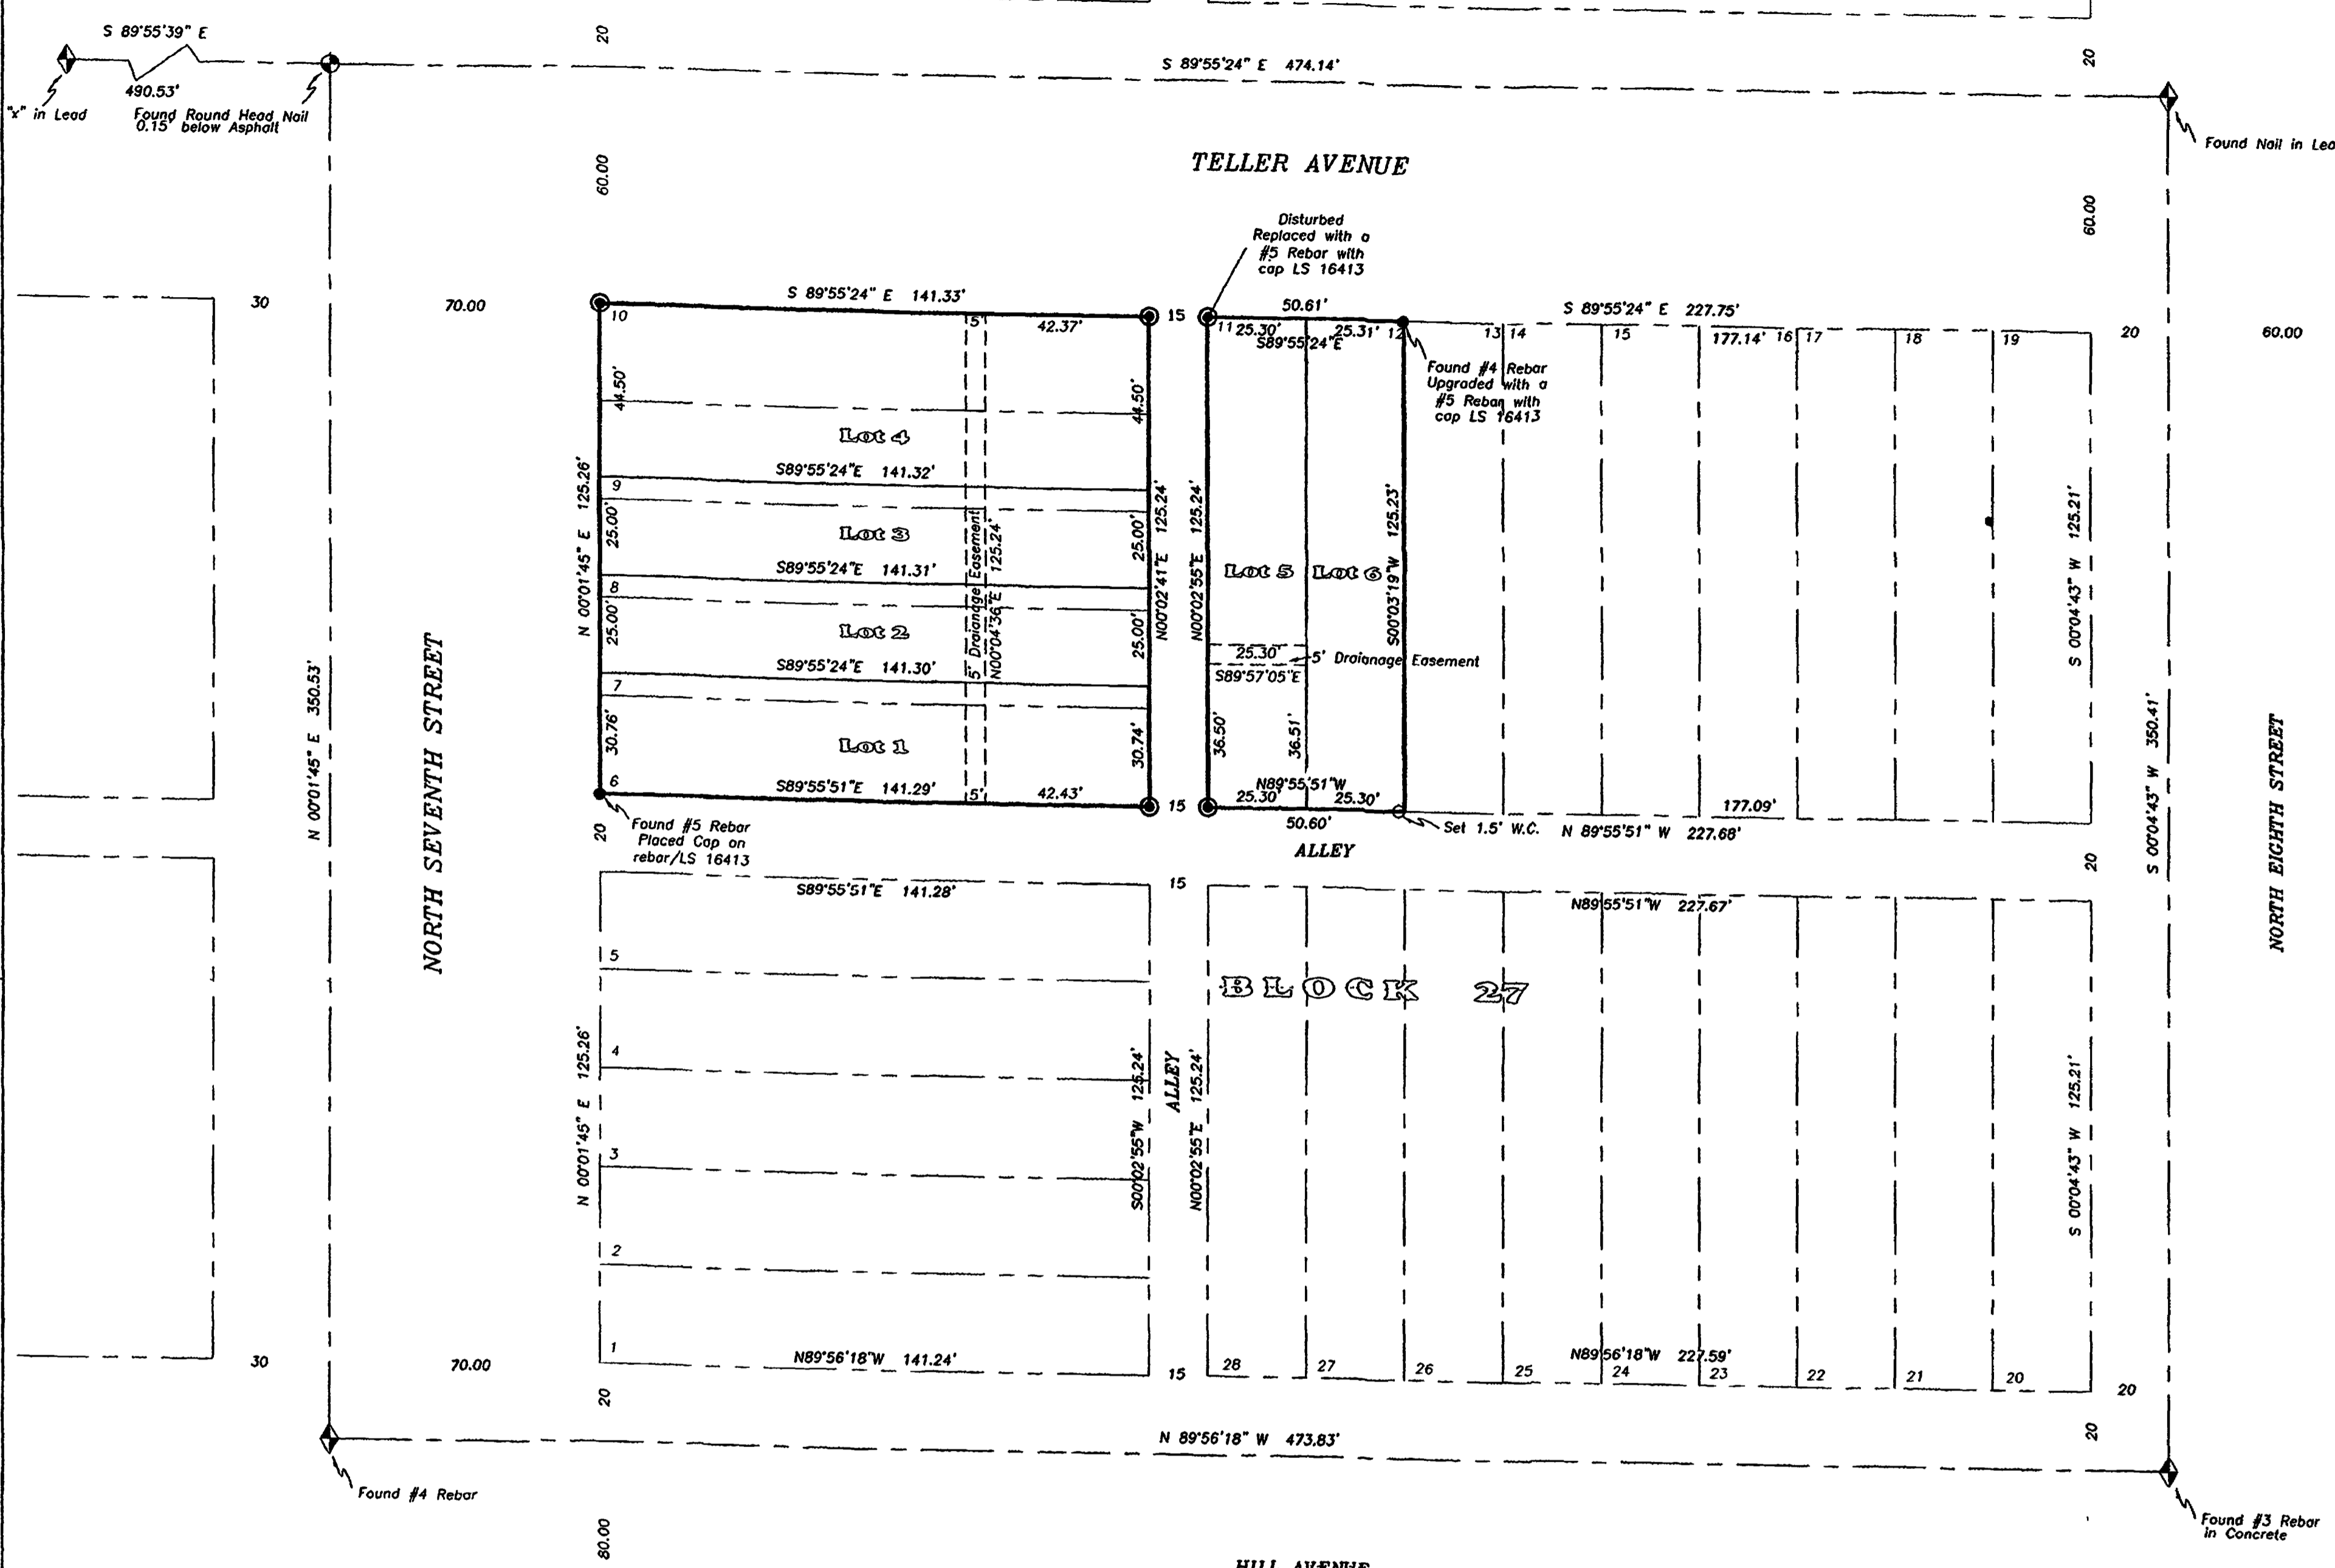 S 89°55'39" E
490.53'
"x" in Lead
Found Round Head Nail
0.15' below Asphalt
20
S 89°55'24" E 474.14'
20
Found Nail in Lea
60.00
TELLER AVENUE
60.00
Disturbed
Replaced with a
#5 Rebar with
cap LS 16413
30
70.00
S 89°55'24" E 141.33'
10
5'
42.37'
15
50.61'
11
25.30'
25.31'
12
S89°55'24"E
S 89°55'24" E 227.75'
13
14
15
177.14'
16
17
18
19
20
60.00
Found #4 Rebar
Upgraded with a
#5 Rebar with
cap LS 16413
44.50'
44.50'
Lot 4
S89°55'24"E 141.32'
9
25.00'
25.00'
Lot 3
S89°55'24"E 141.31'
8
25.00'
25.00'
Lot 2
S89°55'24"E 141.30'
7
30.76'
30.74'
Lot 1
6
S89°55'51"E 141.29'
5'
42.43'
15
N 00°01'45" E 125.26'
5' Draianage Easement
N00°04'36"E 125.24'
N00°02'41"E 125.24'
N00°02'55"E 125.24'
Lot 5
Lot 6
S00°03'19"W 125.23'
25.30'
5' Draianage Easement
S89°57'05"E
36.50'
36.51'
N89°55'51"W
25.30'
25.30'
50.60'
Set 1.5' W.C.
177.09'
N 89°55'51" W 227.68'
S 00°04'43" W 125.21'
N 00°01'45" E 350.53'
NORTH SEVENTH STREET
S 00°04'43" W 350.41'
NORTH EIGHTH STREET
Found #5 Rebar
Placed Cap on
rebar/LS 16413
20
ALLEY
20
S89°55'51"E 141.28'
15
N89°55'51"W 227.67'
5
4
3
2
1
BLOCK 27
N 00°01'45" E 125.26'
S00°02'55"W 125.24'
ALLEY
N00°02'55"E 125.24'
S 00°04'43" W 125.21'
30
70.00
N89°56'18"W 141.24'
15
28
27
26
25
N89°56'18"W 227.59'
24
23
22
21
20
20
20
20
N 89°56'18" W 473.83'
Found #4 Rebar
Found #3 Rebar
in Concrete
80.00
HILL AVENUE